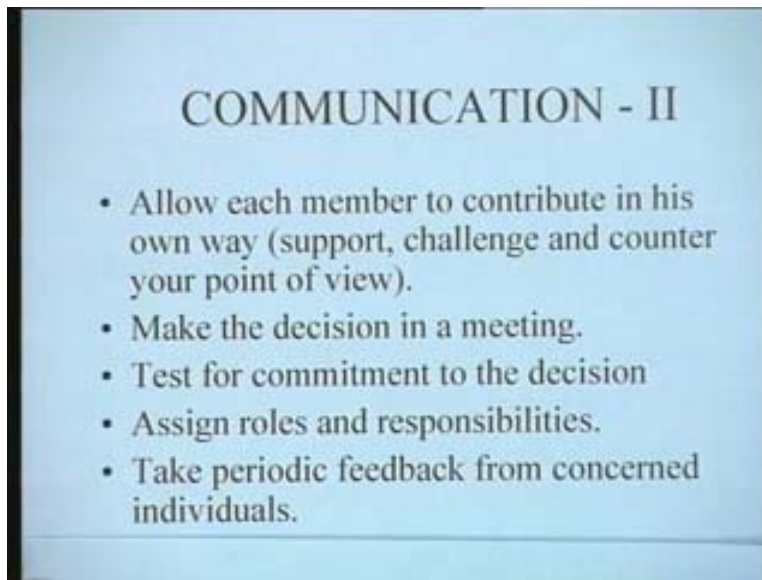 COMMUNICATION - II
• Allow each member to contribute in his
own way (support, challenge and counter
your point of view).
• Make the decision in a meeting.
• Test for commitment to the decision
• Assign roles and responsibilities.
• Take periodic feedback from concerned
individuals.